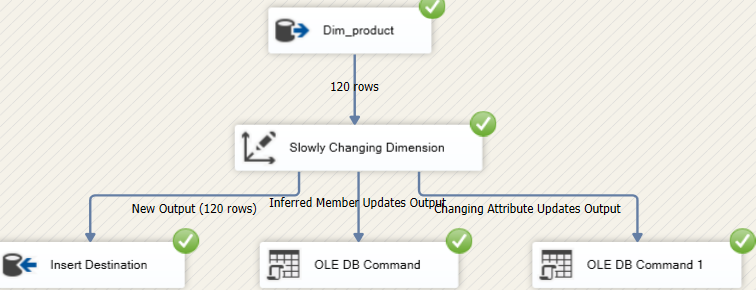 Dim_product
120 rows
Slowly Changing Dimension
New Output (120 rows)
Inferred Member Updates Output
Changing Attribute Updates Output
Insert Destination
OLE DB Command
OLE DB Command 1